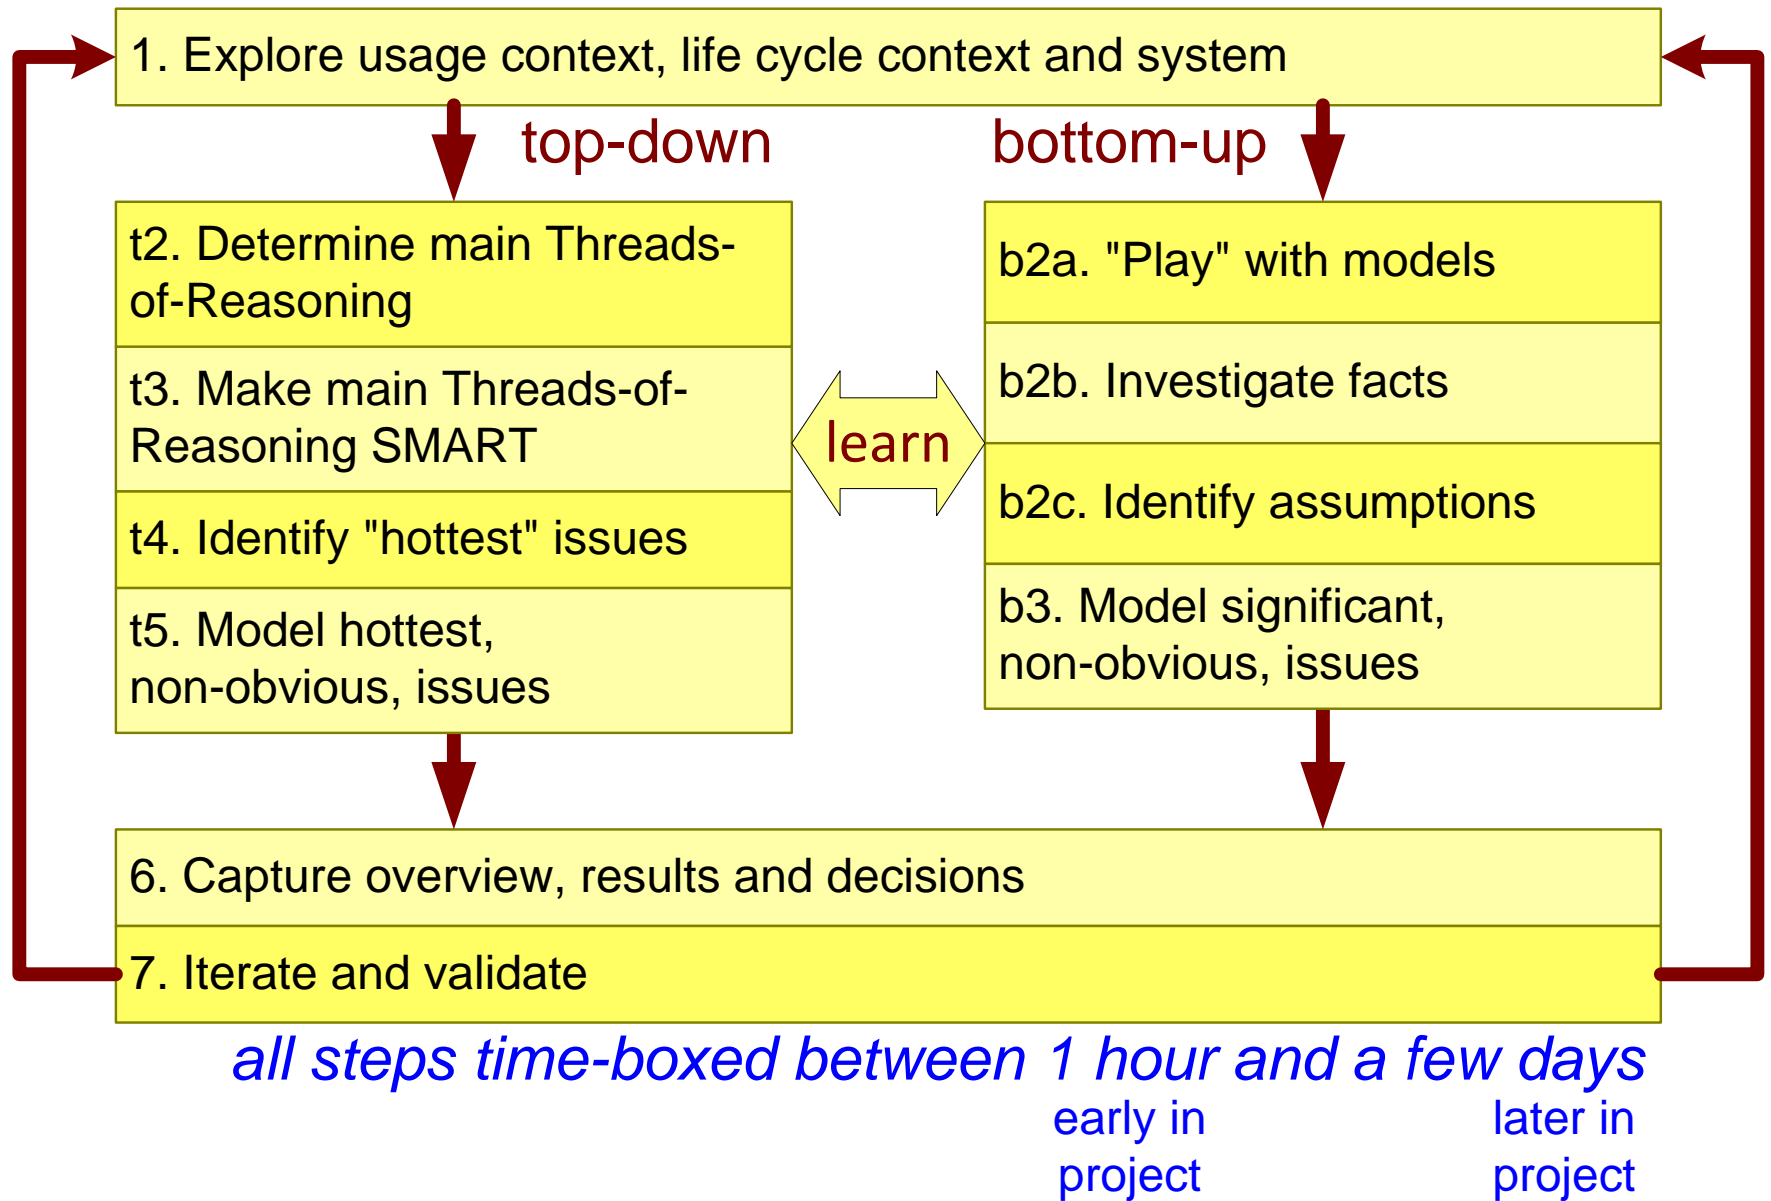 1. Explore usage context, life cycle context and system
top-down
bottom-up
t2. Determine main Threads-
of-Reasoning
t3. Make main Threads-of-
Reasoning SMART
t4. Identify "hottest" issues
t5. Model hottest,
non-obvious, issues
learn
b2a. "Play" with models
b2b. Investigate facts
b2c. Identify assumptions
b3. Model significant,
non-obvious, issues
6. Capture overview, results and decisions
7. Iterate and validate
all steps time-boxed between 1 hour and a few days
early in
project
later in
project